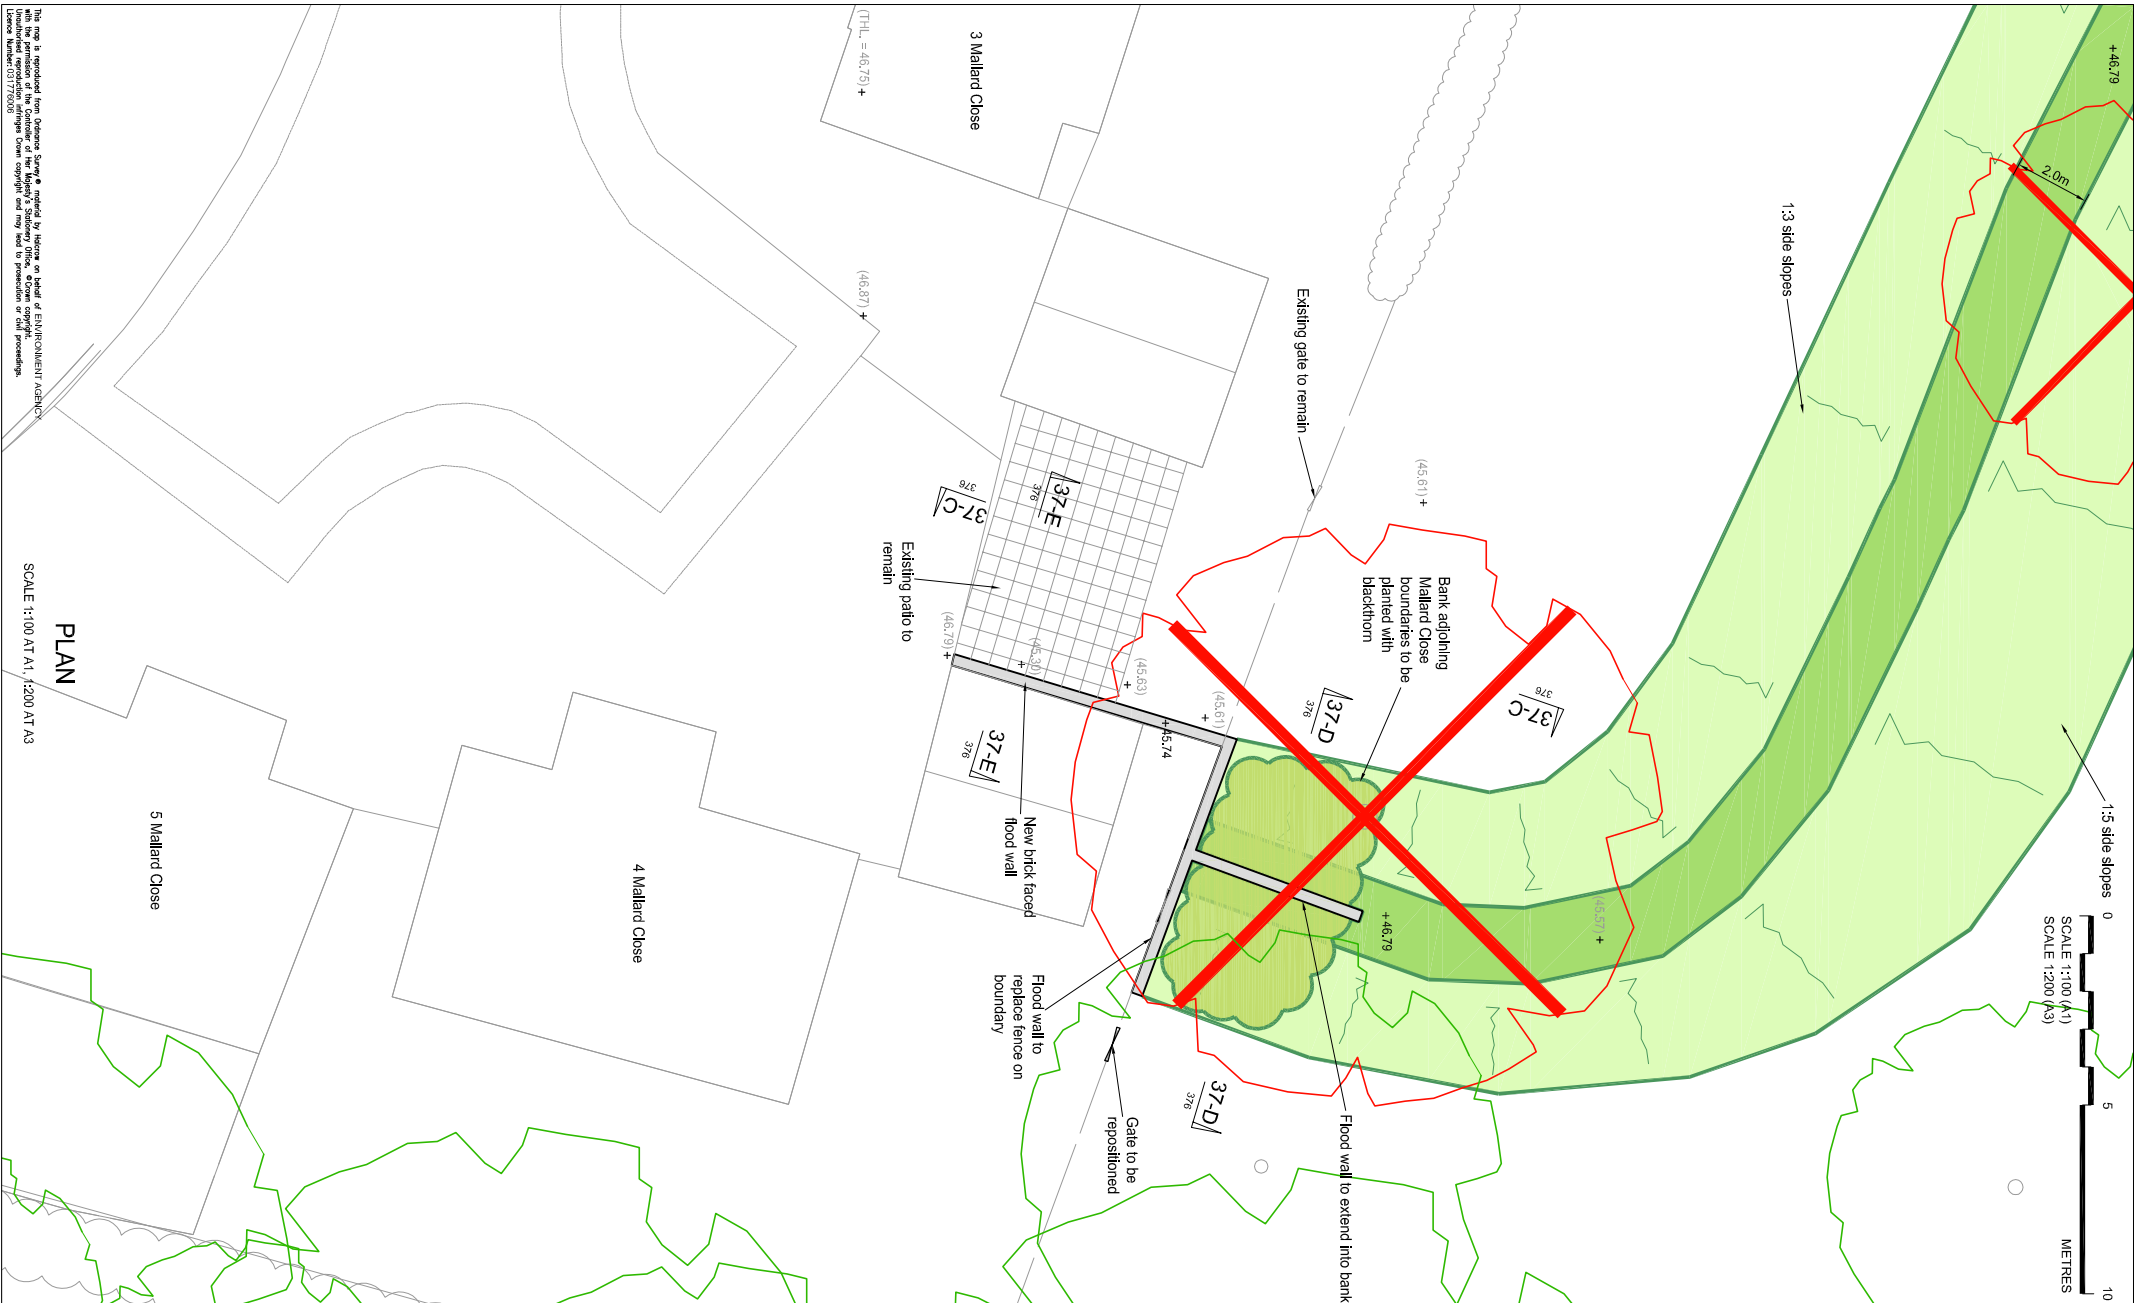 +46.79
2.0m
1:3 side slopes
1:5 side slopes
0
5
10
SCALE 1:100 (A1)
SCALE 1:200 (A3)
METRES
3 Mallard Close
(THL = 46.75) +
(46.87) +
Existing gate to remain
(45.61) +
Bank adjoining
Mallard Close
boundaries to be
planted with
blackthorn
37-C
376
37-D
376
37-E
376
37-C
376
Existing patio to
remain
(46.79) +
(45.30)
+
(45.63)
+
(45.61)
+
+45.74
37-E
376
New brick faced
flood wall
+46.79
(45.57) +
Flood wall to
replace fence on
boundary
37-D
376
Gate to be
repositioned
Flood wall to extend into bank
4 Mallard Close
5 Mallard Close
PLAN
SCALE 1:100 AT A1, 1:200 AT A3
This map is reproduced from Ordnance Survey ® material by Halcrow on behalf of ENVIRONMENT AGENCY
with the permission of the Controller of Her Majesty's Stationery Office, © Crown copyright.
Unauthorised reproduction infringes Crown copyright and may lead to prosecution or civil proceedings.
Licence Number: 031776006